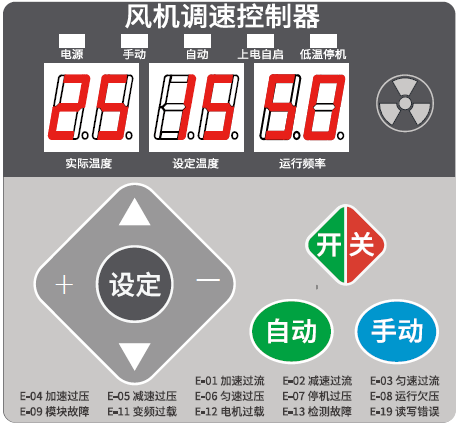 风机调速控制器
电源 手动 自动 上电自启 低温停机
25 15 50
实际温度 设定温度 运行频率
开 关
+ 设定 −
自动 手动
E-01 加速过流 E-02 减速过流 E-03 匀速过流
E-04 加速过压 E-05 减速过压 E-06 匀速过压 E-07 停机过压 E-08 运行欠压
E-09 模块故障 E-11 变频过载 E-12 电机过载 E-13 检测故障 E-19 读写错误